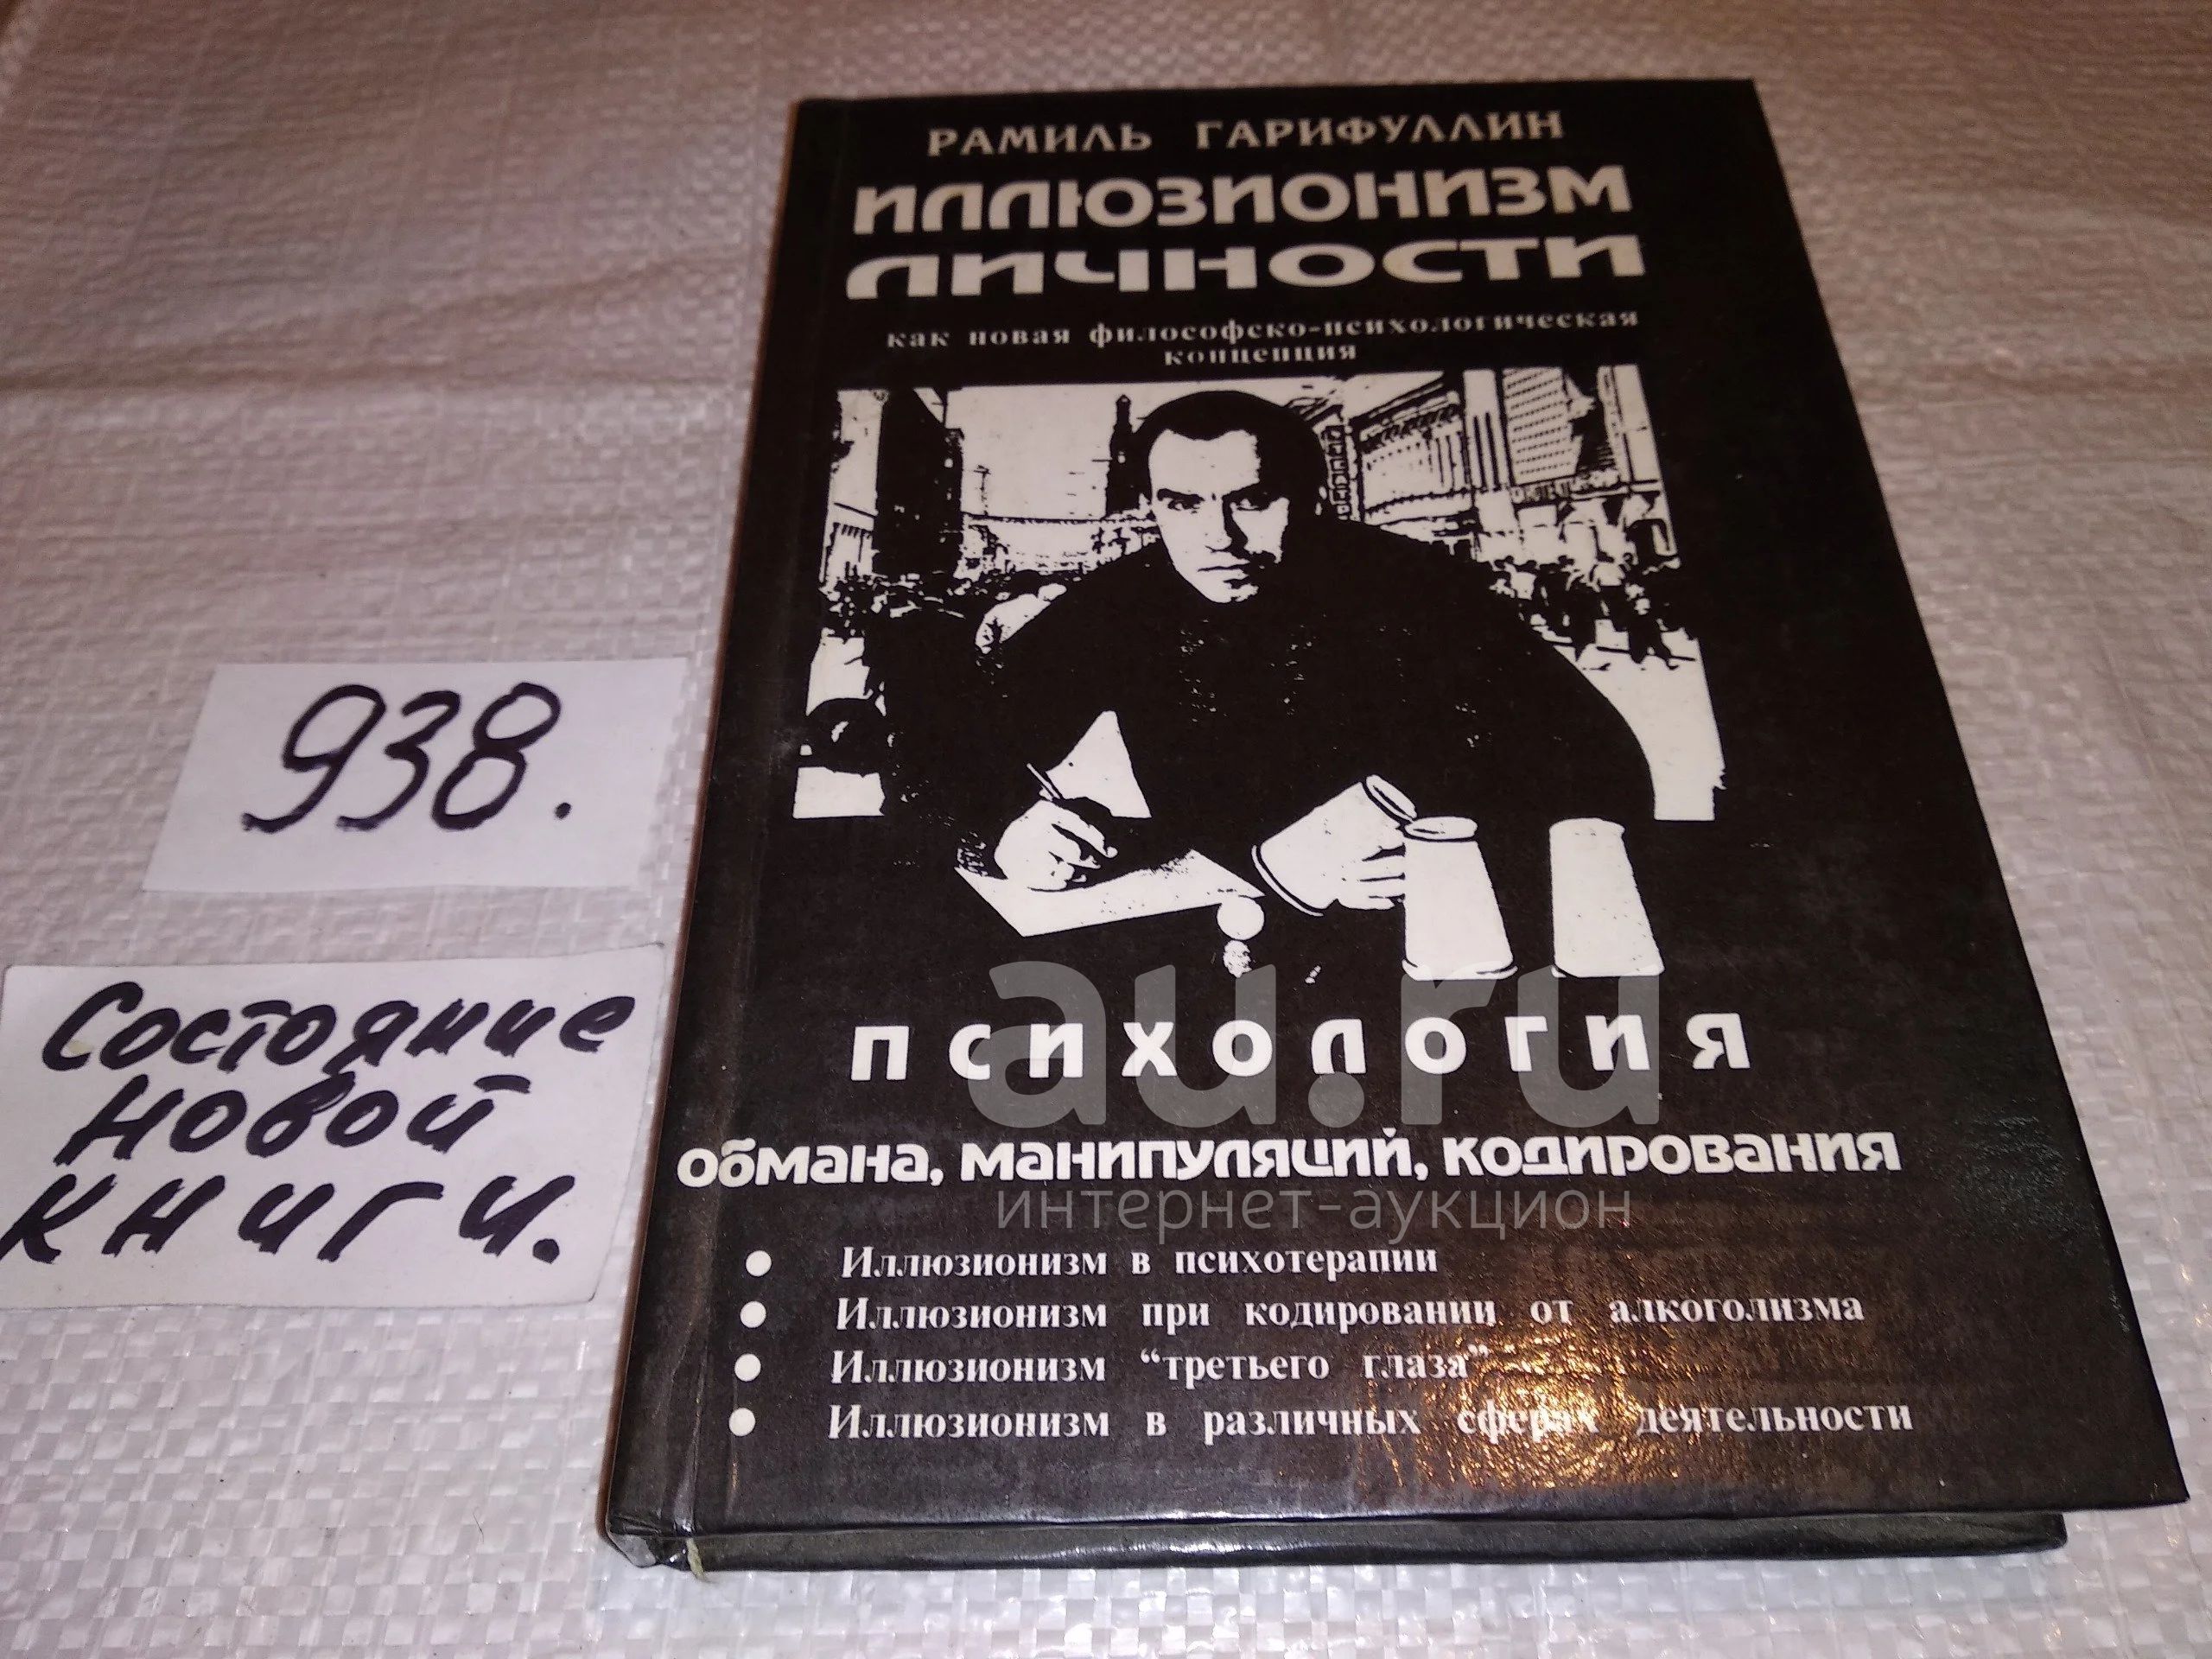 РАМИЛЬ ГАРИФУЛЛИН
ИЛЛЮЗИОНИЗМ
ЛИЧНОСТИ
как новая философско-психологическая
концепция
938.
Состояние
новой
книги.
au.ru
ПСИХОЛОГИЯ
обмана, манипуляций, кодирования
интернет-аукцион
● Иллюзионизм в психотерапии
● Иллюзионизм при кодировании от алкоголизма
● Иллюзионизм “третьего глаза”
● Иллюзионизм в различных сферах деятельности